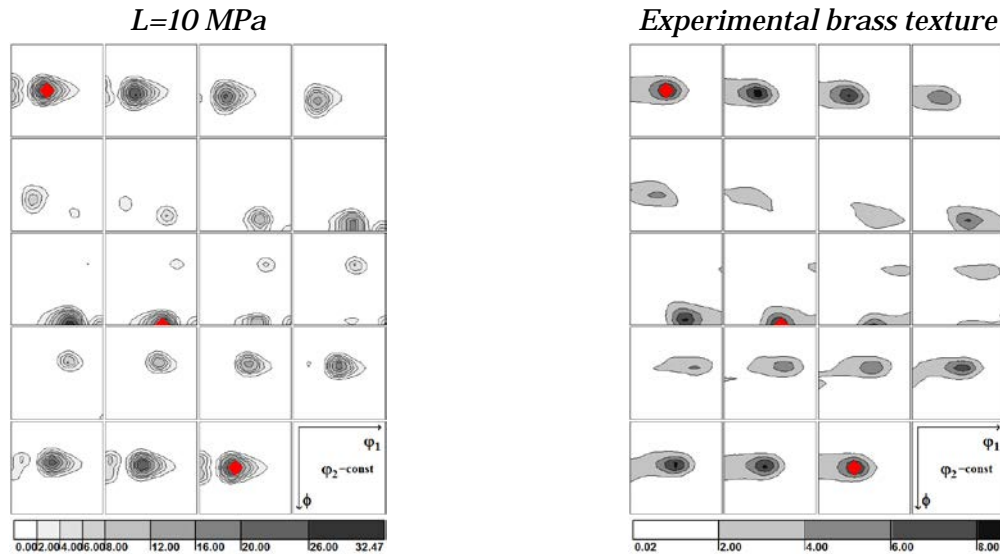 L=10 MPa
Experimental brass texture
φ1
φ2-const
ϕ
φ1
φ2-const
ϕ
0.00 2.00 4.00 6.00 8.00 12.00 16.00 20.00 26.00 32.47
0.02 2.00 4.00 6.00 8.00